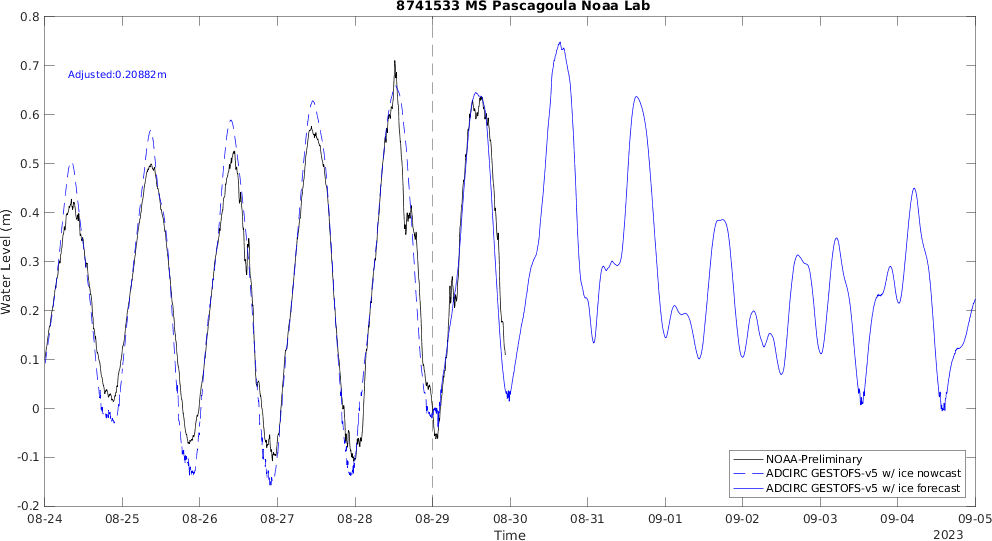 8741533 MS Pascagoula Noaa Lab
0.8
0.7
0.6
0.5
0.4
0.3
0.2
0.1
0
-0.1
-0.2
Water Level (m)
Adjusted:0.20882m
NOAA-Preliminary
ADCIRC GESTOFS-v5 w/ ice nowcast
ADCIRC GESTOFS-v5 w/ ice forecast
08-24 08-25 08-26 08-27 08-28 08-29 08-30 08-31 09-01 09-02 09-03 09-04 09-05
Time
2023